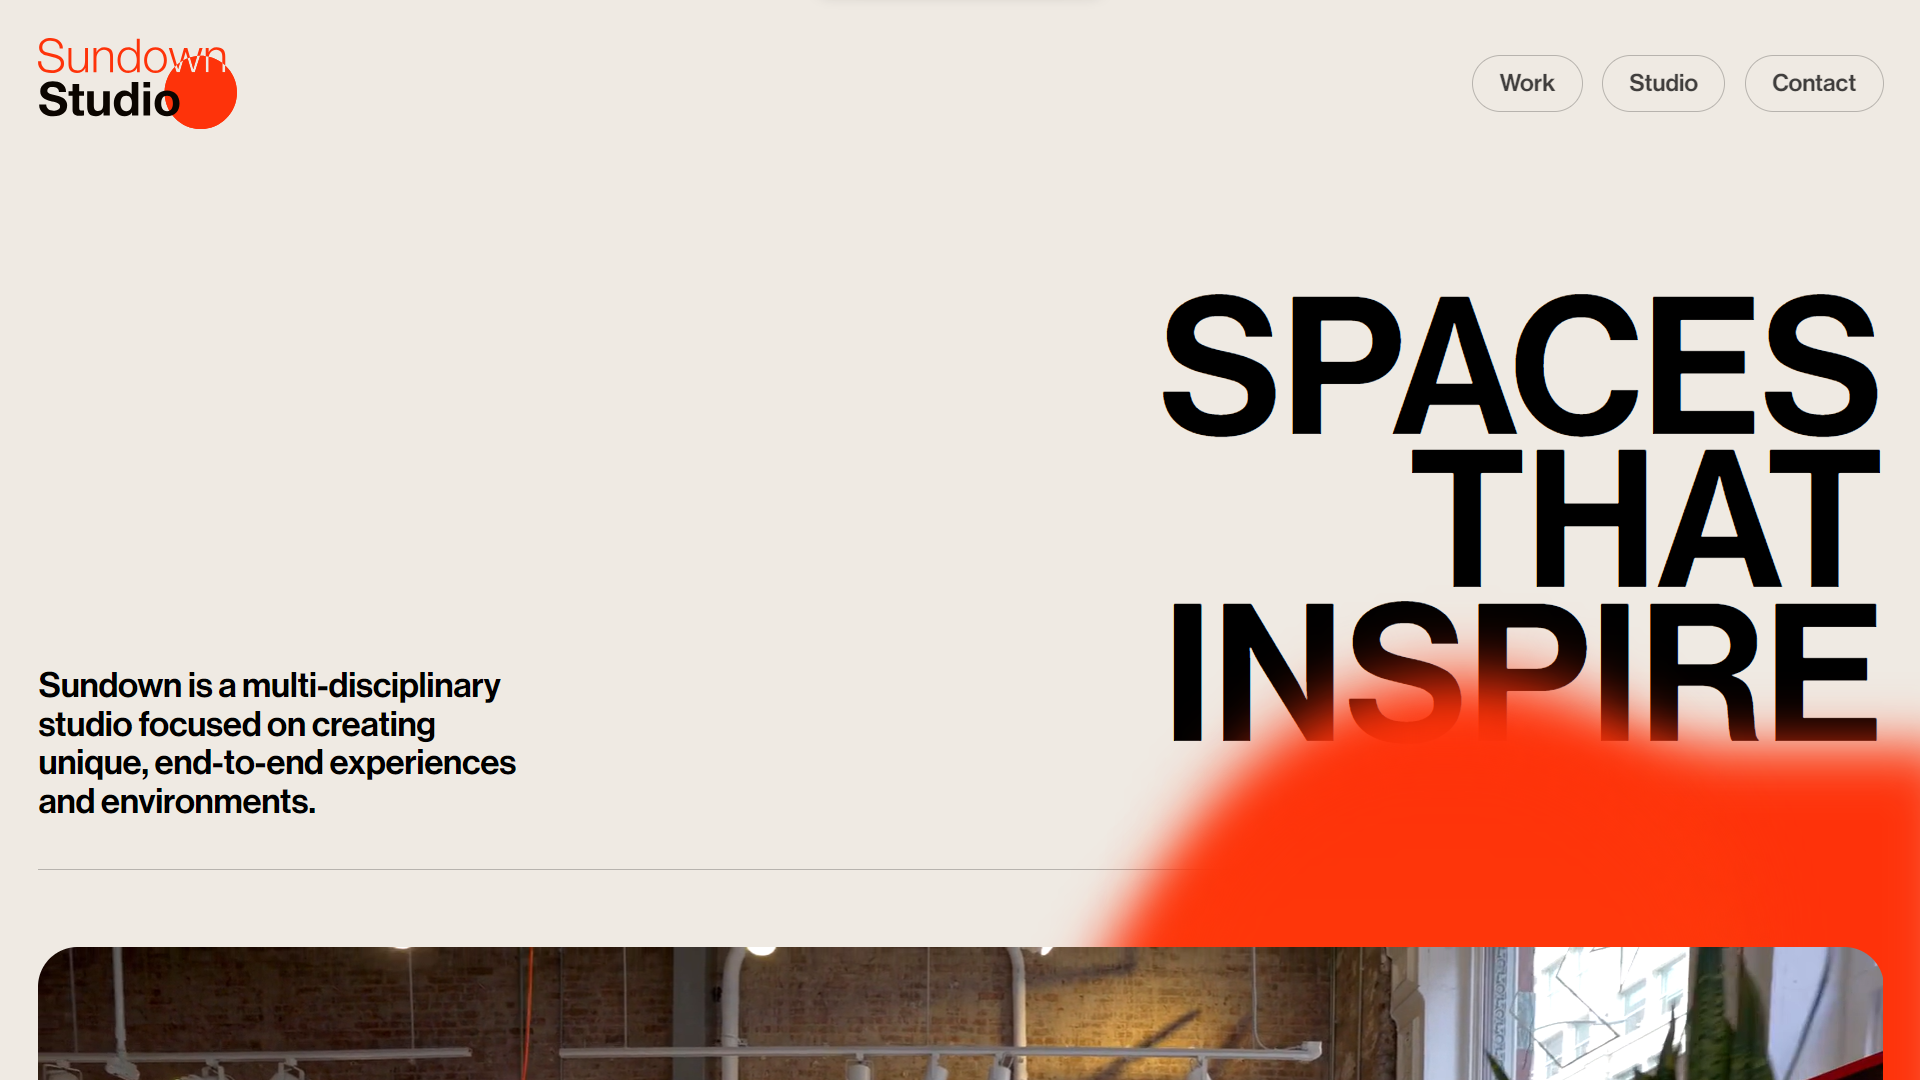 Sundown
Studio
Work
Studio
Contact
SPACES
THAT
INSPIRE
Sundown is a multi-disciplinary
studio focused on creating
unique, end-to-end experiences
and environments.